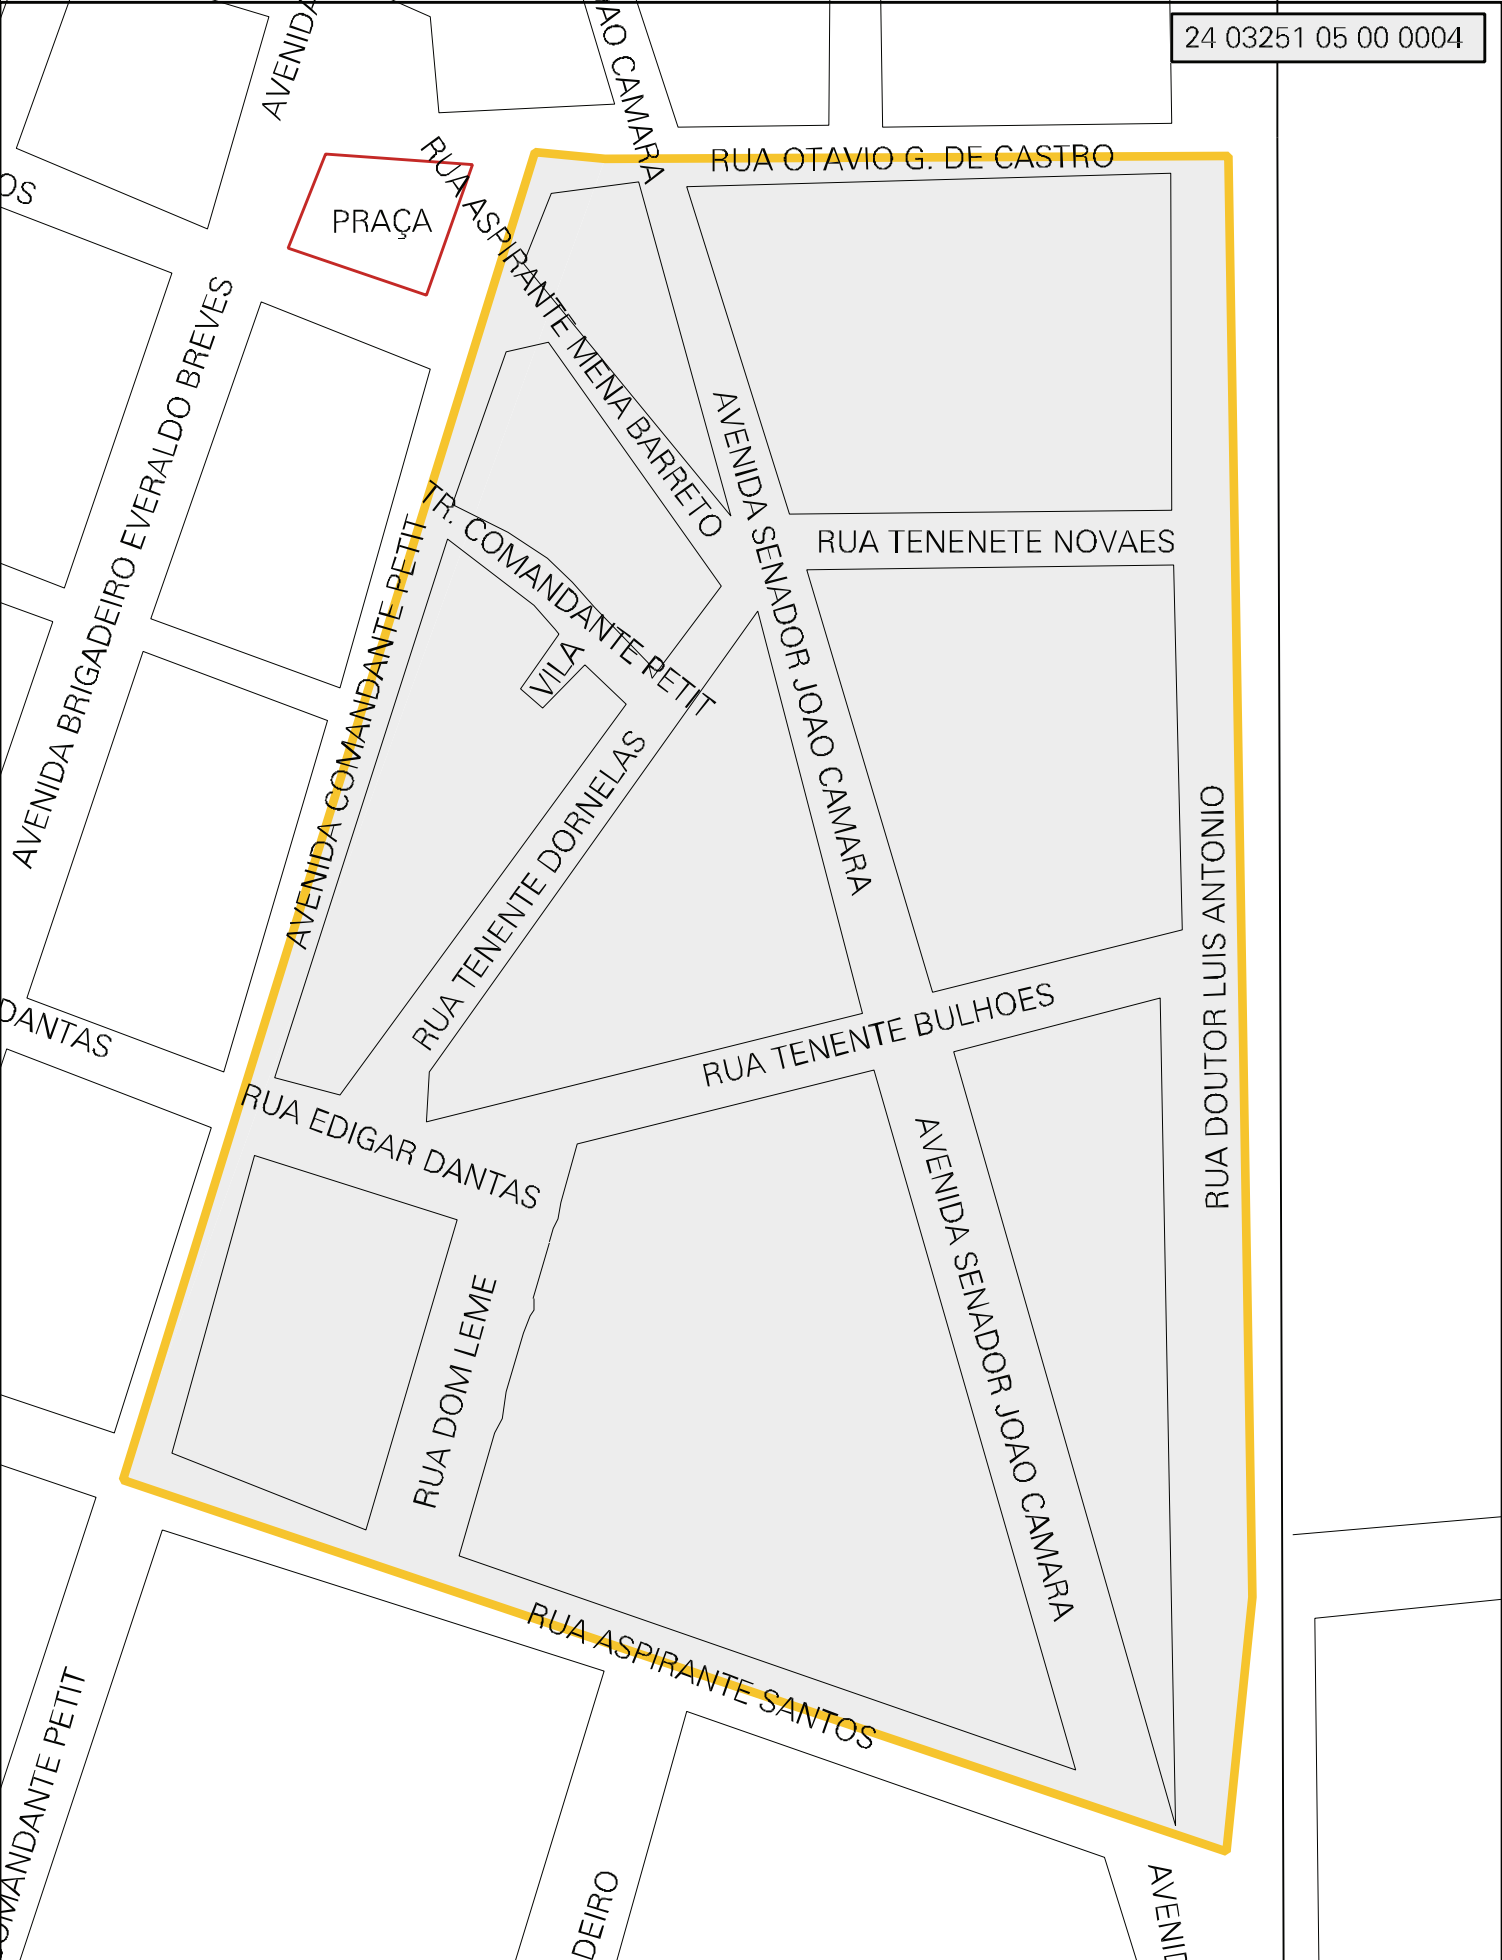 24 03251 05 00 0004
AVENIDA
AO CAMARA
RUA OTAVIO G. DE CASTRO
OS
PRAÇA
RUA ASPIRANTE MENA BARRETO
AVENIDA BRIGADEIRO EVERALDO BREVES
AVENIDA SENADOR JOAO CAMARA
TR. COMANDANTE PETIT
RUA TENENETE NOVAES
AVENIDA COMANDANTE PETIT
VILA
RUA TENENTE DORNELAS
RUA DOUTOR LUIS ANTONIO
DANTAS
RUA TENENTE BULHOES
RUA EDIGAR DANTAS
AVENIDA SENADOR JOAO CAMARA
RUA DOM LEME
RUA ASPIRANTE SANTOS
OMANDANTE PETIT
DEIRO
AVENID